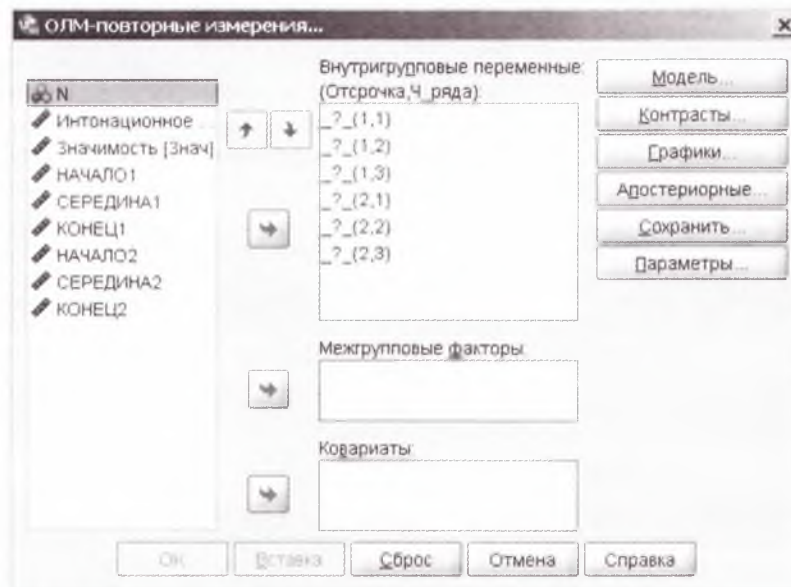 ОЛМ-повторные измерения...
N
Интонационное ...
Значимость [Знач]
НАЧАЛО1
СЕРЕДИНА1
КОНЕЦ1
НАЧАЛО2
СЕРЕДИНА2
КОНЕЦ2
Внутригрупповые переменные:
(Отсрочка,Ч_ряда):
_?_(1,1)
_?_(1,2)
_?_(1,3)
_?_(2,1)
_?_(2,2)
_?_(2,3)
Межгрупповые факторы:
Ковариаты:
Модель...
Контрасты...
Графики...
Апостериорные...
Сохранить...
Параметры...
ОК
Вставка
Сброс
Отмена
Справка